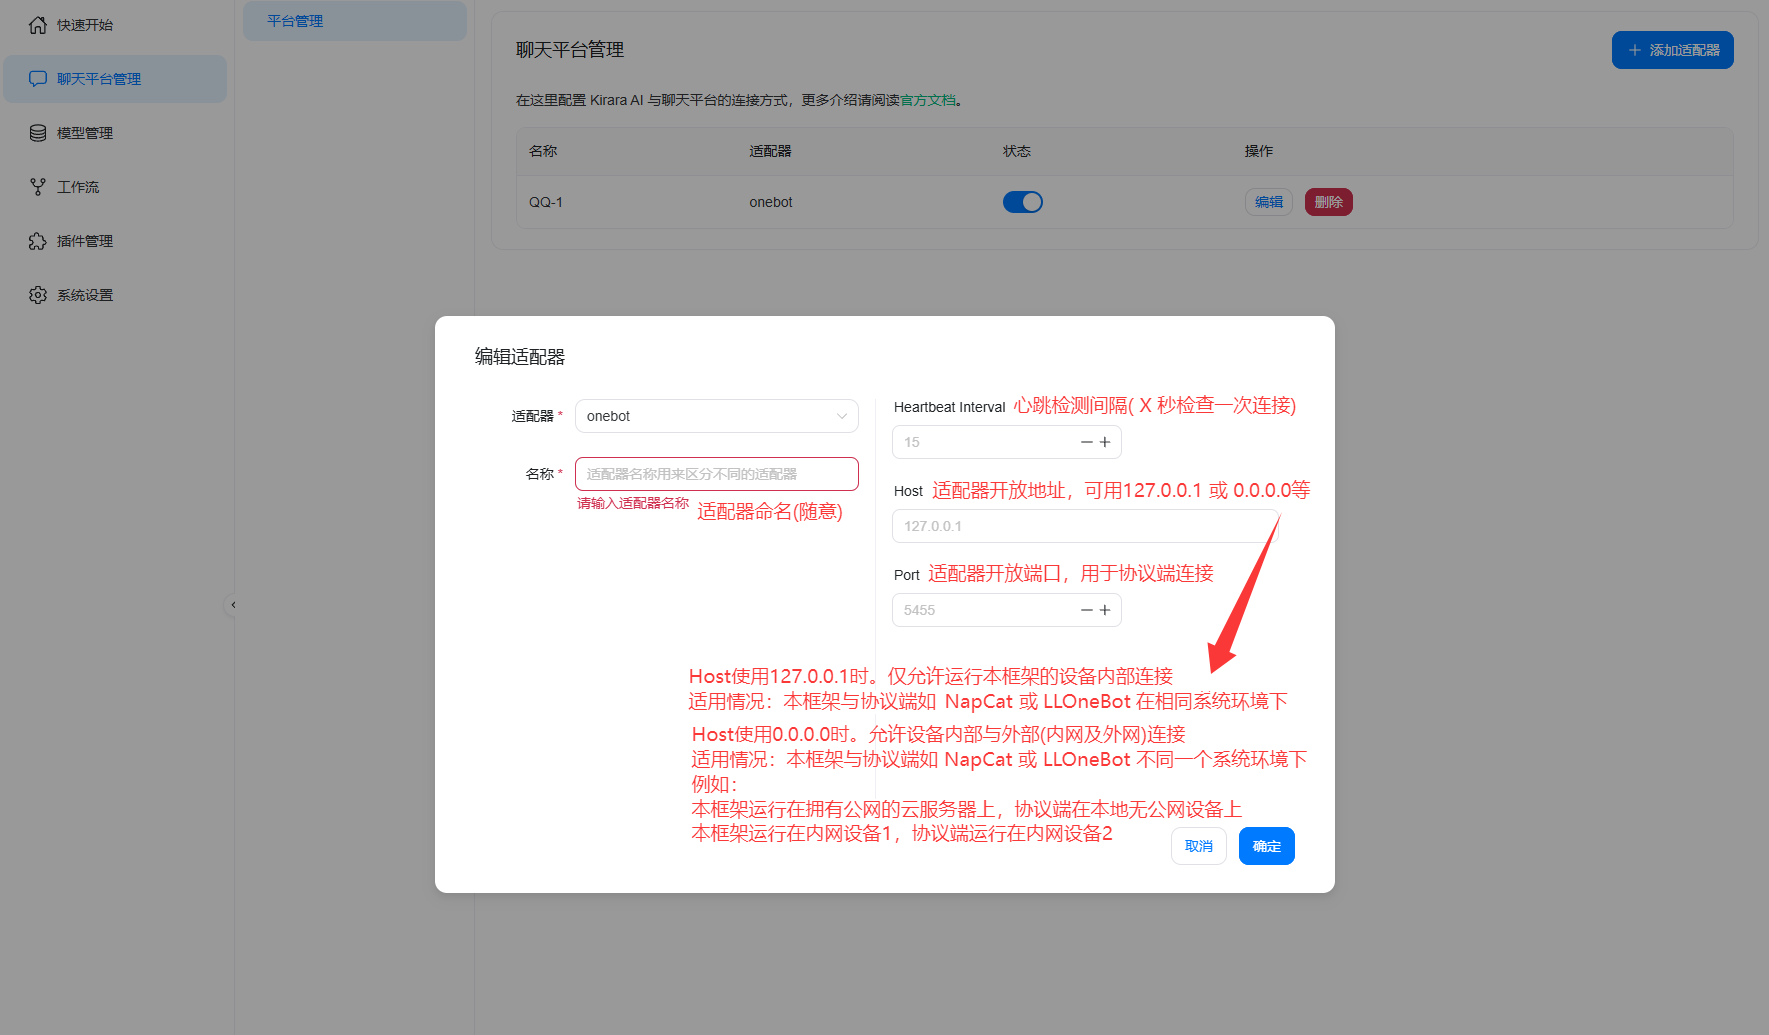 快速开始
聊天平台管理
模型管理
工作流
插件管理
系统设置
平台管理
聊天平台管理
添加适配器
在这里配置 Kirara AI 与聊天平台的连接方式，更多介绍请阅读官方文档。
名称 适配器 状态 操作
QQ-1 onebot 编辑 删除
编辑适配器
适配器 * onebot
名称 * 适配器名称用来区分不同的适配器
请输入适配器名称 适配器命名(随意)
Heartbeat Interval 心跳检测间隔( X 秒检查一次连接)
15
Host 适配器开放地址，可用127.0.0.1 或 0.0.0.0等
127.0.0.1
Port 适配器开放端口，用于协议端连接
5455
Host使用127.0.0.1时。仅允许运行本框架的设备内部连接
适用情况：本框架与协议端如 NapCat 或 LLOneBot 在相同系统环境下
Host使用0.0.0.0时。允许设备内部与外部(内网及外网)连接
适用情况：本框架与协议端如 NapCat 或 LLOneBot 不同一个系统环境下
例如：
本框架运行在拥有公网的云服务器上，协议端在本地无公网设备上
本框架运行在内网设备1，协议端运行在内网设备2
取消 确定